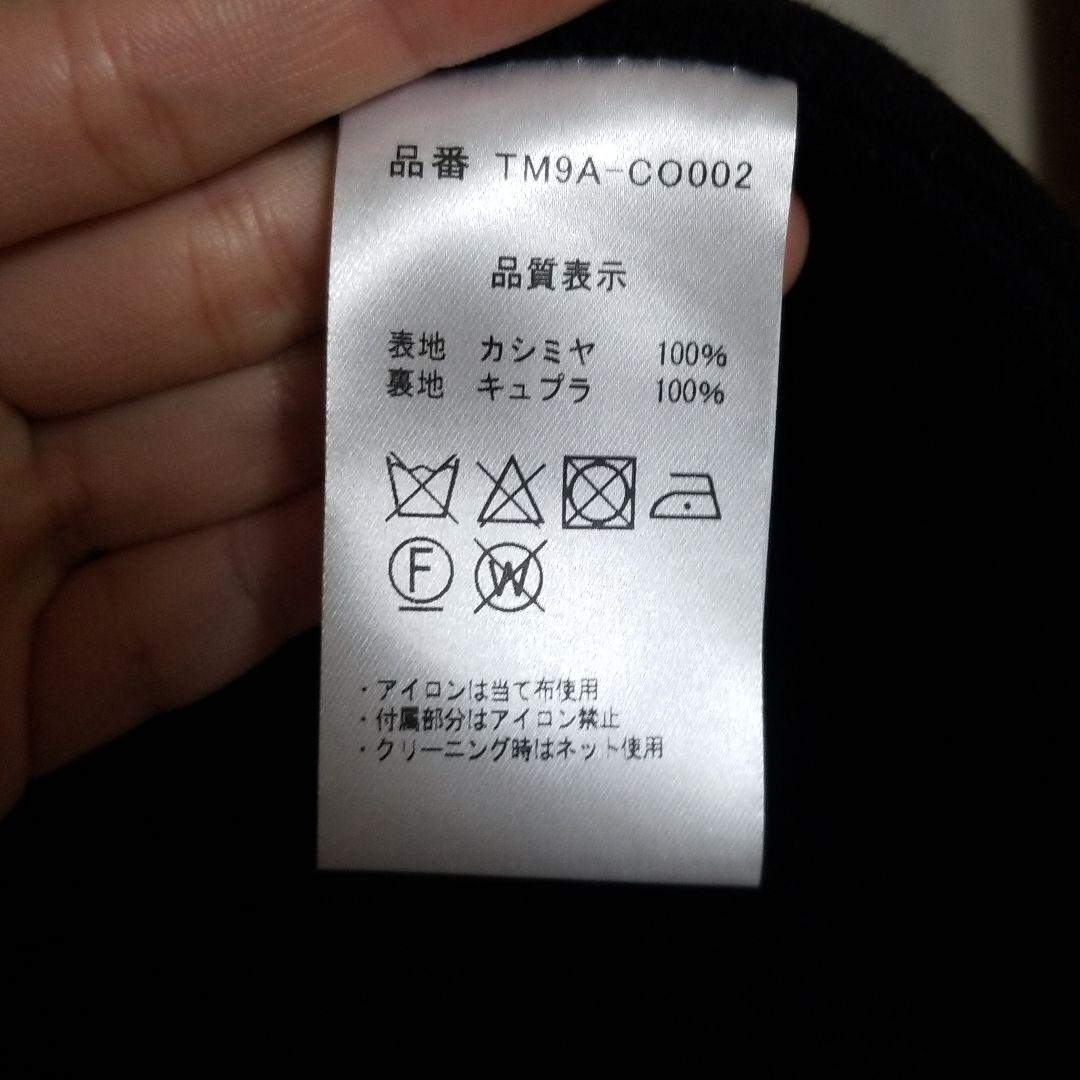 品番 TM9A-CO002
品質表示
表地 カシミヤ 100%
裏地 キュプラ 100%
F W
・アイロンは当て布使用
・付属部分はアイロン禁止
・クリーニング時はネット使用